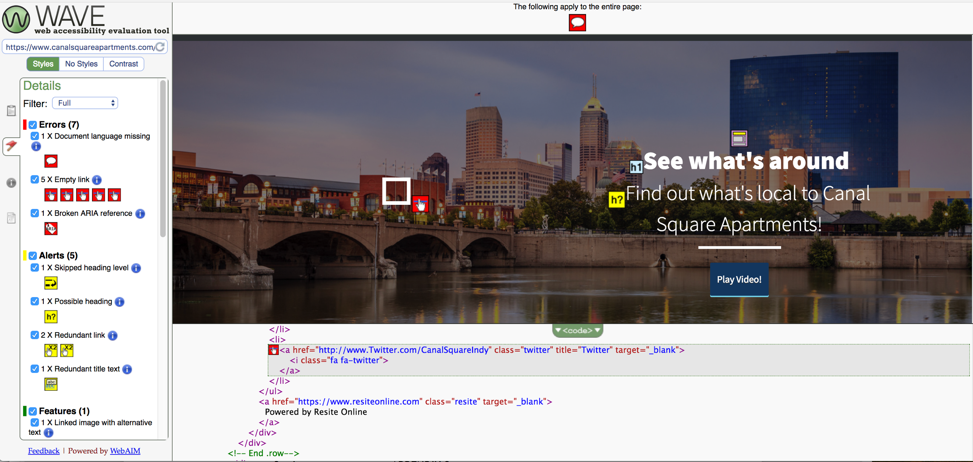 The following apply to the entire page:
WAVE
web accessibility evaluation tool
https://www.canalsquareapartments.com/
Styles No Styles Contrast
Details
Filter: Full
Errors (7)
1 X Document language missing
5 X Empty link
1 X Broken ARIA reference
Alerts (5)
1 X Skipped heading level
1 X Possible heading
h?
2 X Redundant link
1 X Redundant title text
Features (1)
1 X Linked image with alternative
text
Feedback | Powered by WebAIM
h1 See what's around
h? Find out what's local to Canal
Square Apartments!
Play Video!
<code>
</li>
<li>
<a href="http://www.Twitter.com/CanalSquareIndy" class="twitter" title="Twitter" target="_blank">
<i class="fa fa-twitter">
</a>
</li>
</ul>
<a href="https://www.resiteonline.com" class="resite" target="_blank">
Powered by Resite Online
</a>
</div>
</div>
<!-- End .row-->